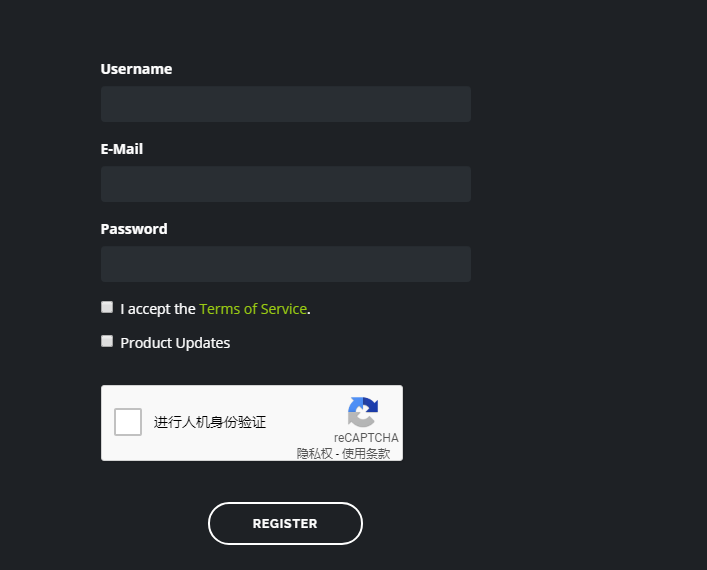 Username
E-Mail
Password
I accept the Terms of Service.
Product Updates
进行人机身份验证
reCAPTCHA
隐私权 - 使用条款
REGISTER